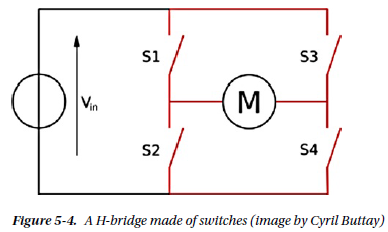 S1
S3
Vin
M
S2
S4
Figure 5-4. A H-bridge made of switches (image by Cyril Buttay)